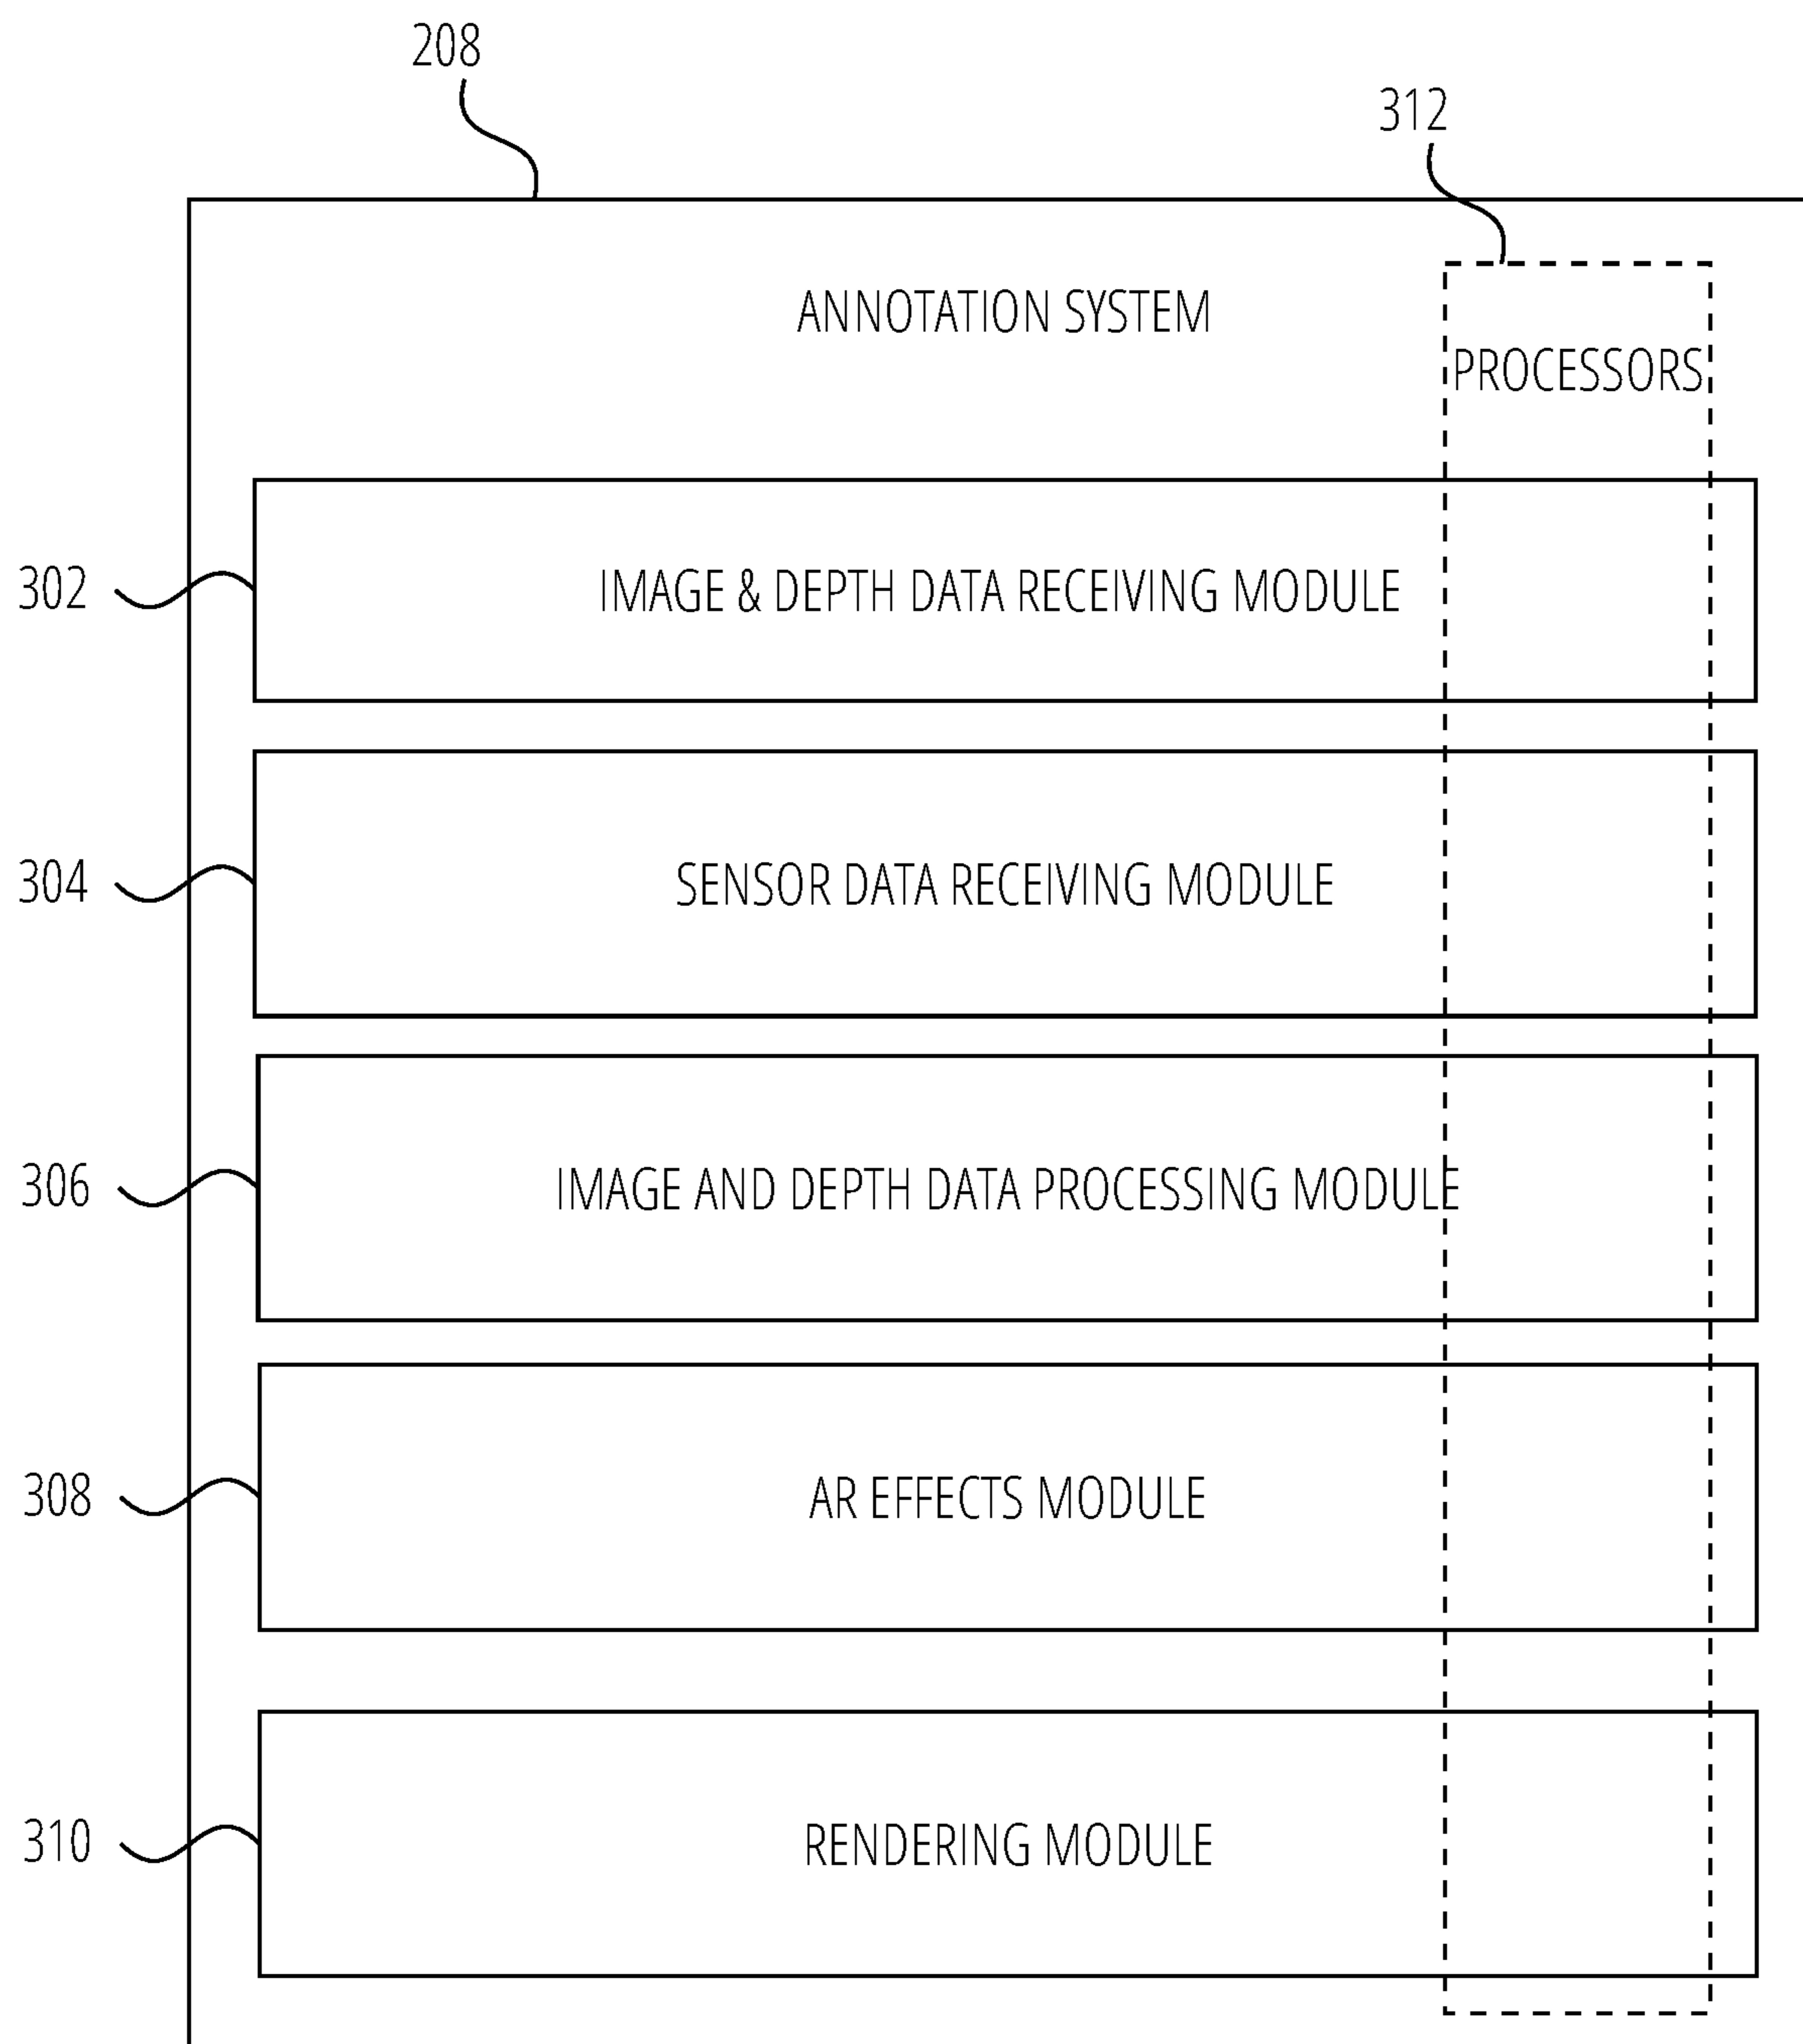 208
312
ANNOTATION SYSTEM
PROCESSORS
302
IMAGE & DEPTH DATA RECEIVING MODULE
304
SENSOR DATA RECEIVING MODULE
306
IMAGE AND DEPTH DATA PROCESSING MODULE
308
AR EFFECTS MODULE
310
RENDERING MODULE